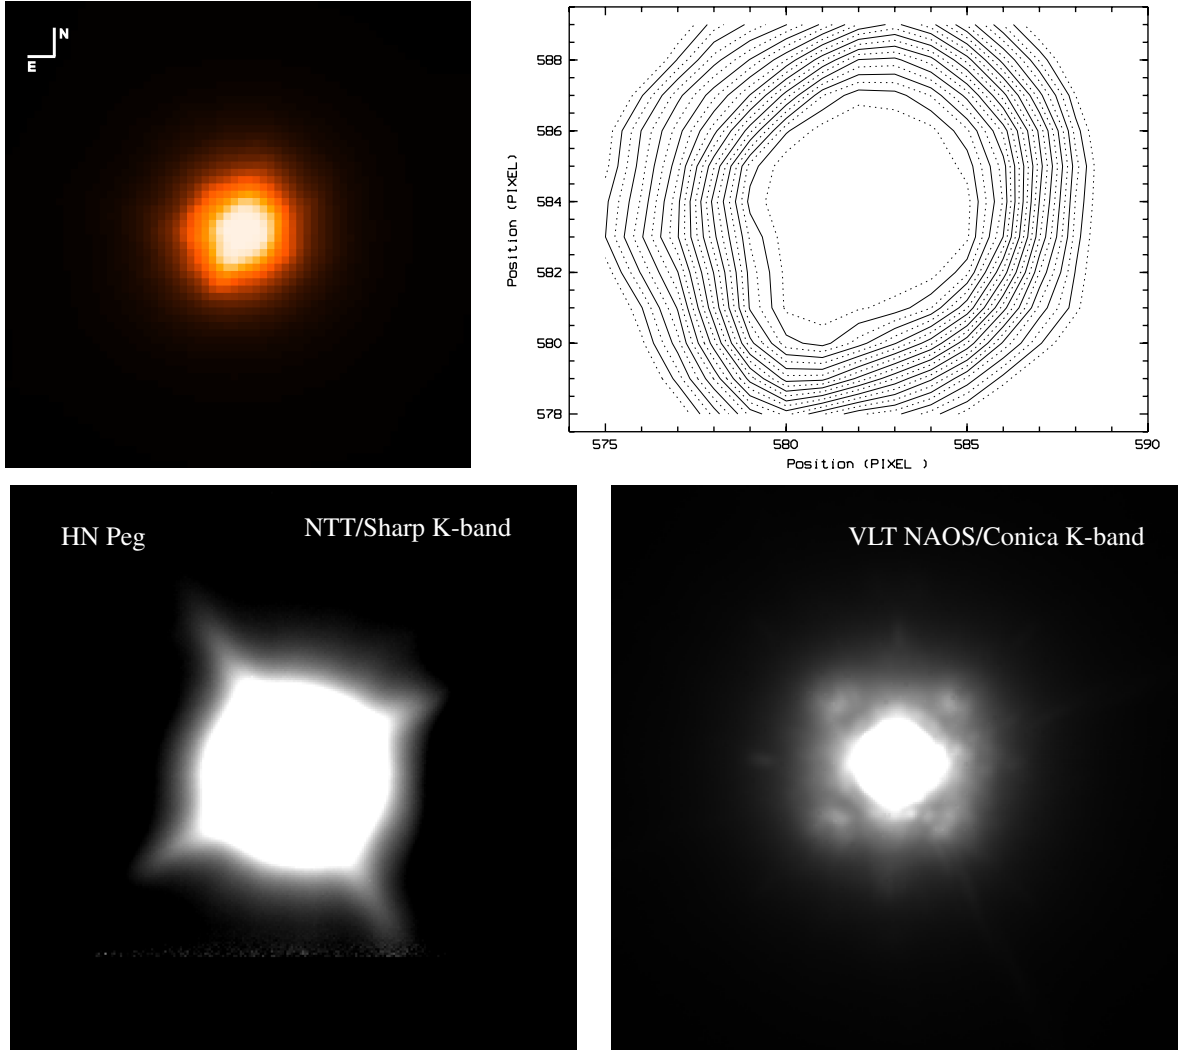 N
E
588
586
584
582
580
578
Position (PIXEL)
575 580 585 590
Position (PIXEL )
HN Peg
NTT/Sharp K-band
VLT NAOS/Conica K-band